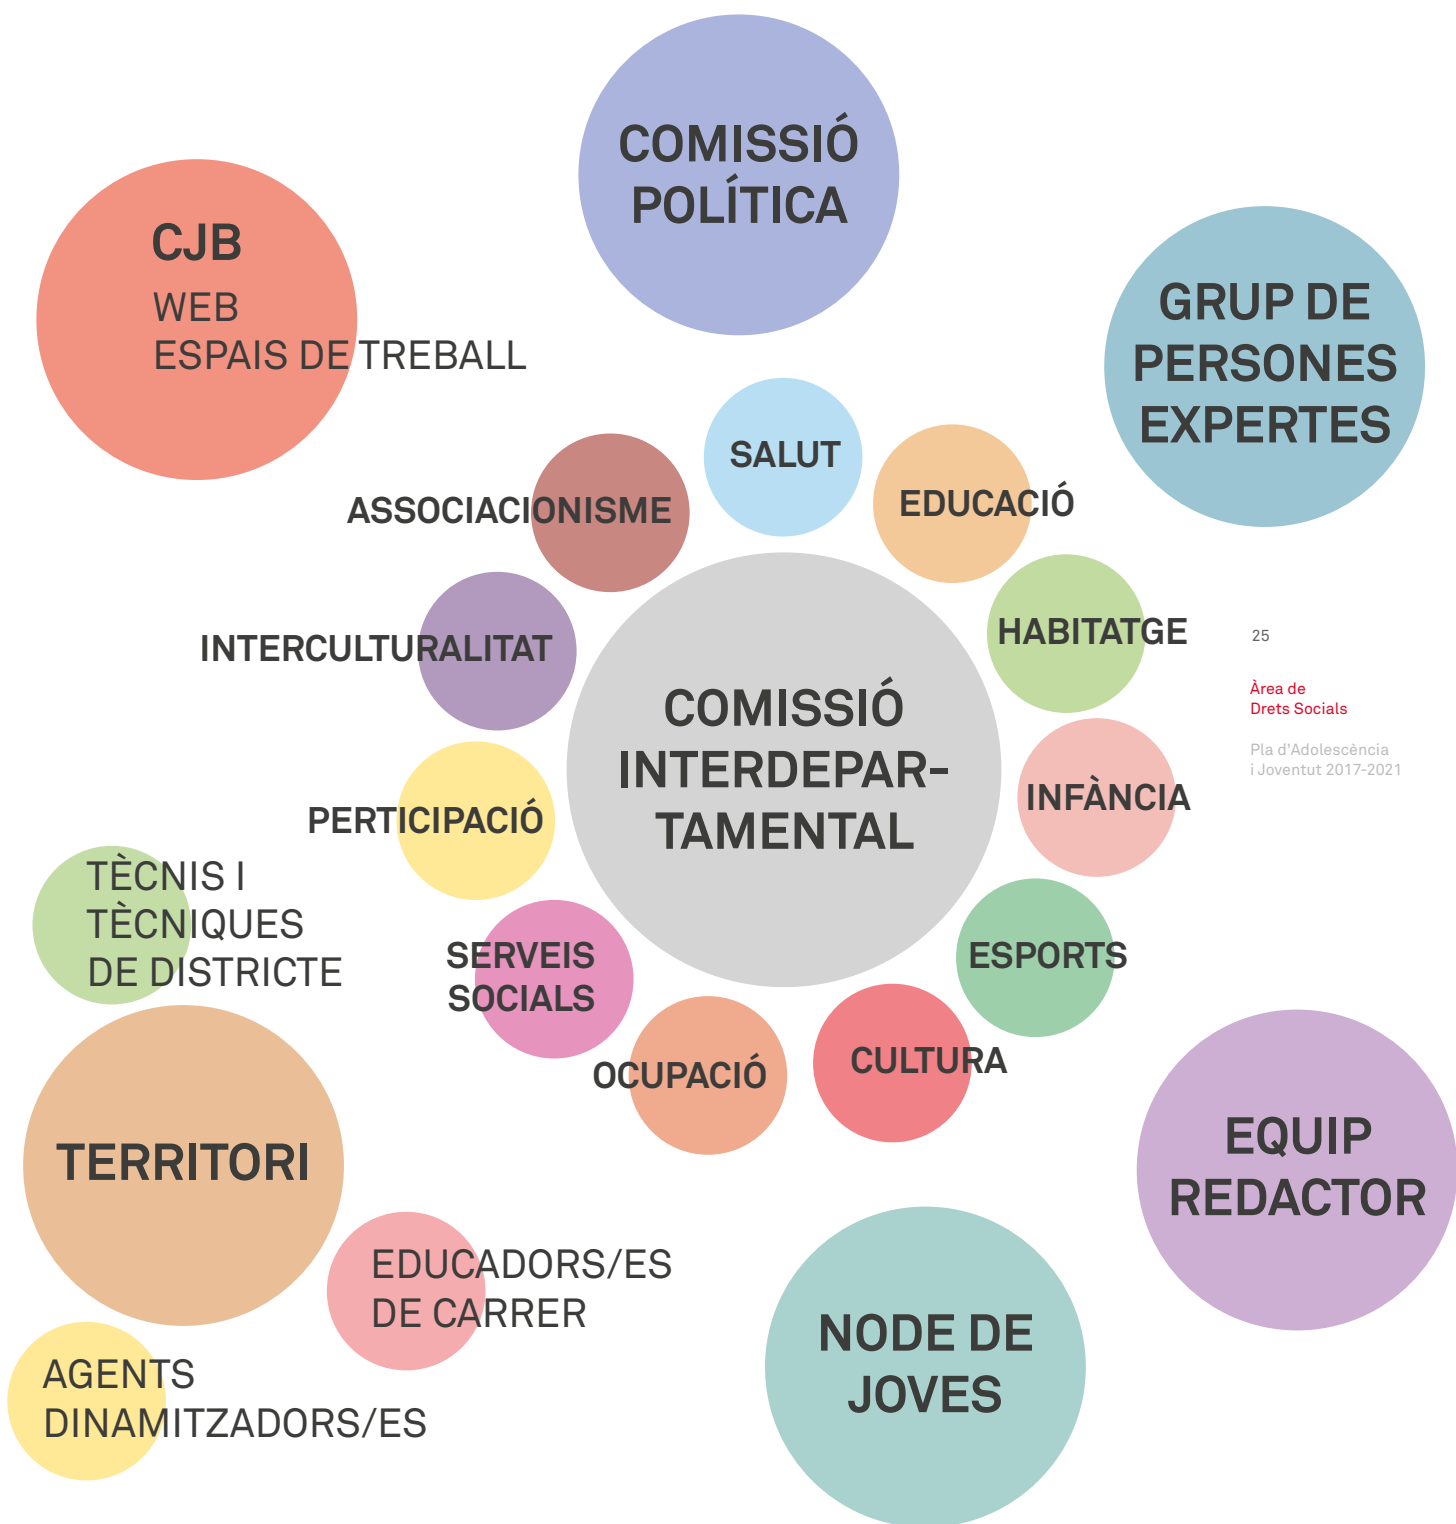 COMISSIÓ
POLÍTICA
CJB
WEB
ESPAIS DE TREBALL
GRUP DE
PERSONES
EXPERTES
SALUT
EDUCACIÓ
ASSOCIACIONISME
HABITATGE
INTERCULTURALITAT
COMISSIÓ
INTERDEPAR-
TAMENTAL
25
Àrea de
Drets Socials
Pla d'Adolescència
i Joventut 2017-2021
INFÀNCIA
PERTICIPACIÓ
TÈCNIS I
TÈCNIQUES
DE DISTRICTE
SERVEIS
SOCIALS
ESPORTS
OCUPACIÓ
CULTURA
TERRITORI
EQUIP
REDACTOR
EDUCADORS/ES
DE CARRER
NODE DE
JOVES
AGENTS
DINAMITZADORS/ES